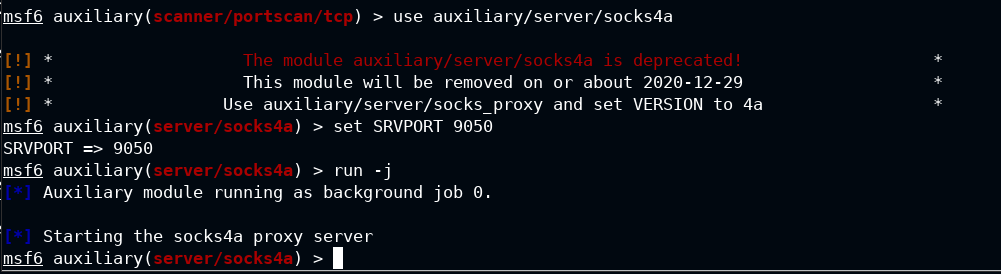 msf6 auxiliary(scanner/portscan/tcp) > use auxiliary/server/socks4a
[!] * The module auxiliary/server/socks4a is deprecated! *
[!] * This module will be removed on or about 2020-12-29 *
[!] * Use auxiliary/server/socks_proxy and set VERSION to 4a *
msf6 auxiliary(server/socks4a) > set SRVPORT 9050
SRVPORT => 9050
msf6 auxiliary(server/socks4a) > run -j
[*] Auxiliary module running as background job 0.
[*] Starting the socks4a proxy server
msf6 auxiliary(server/socks4a) >